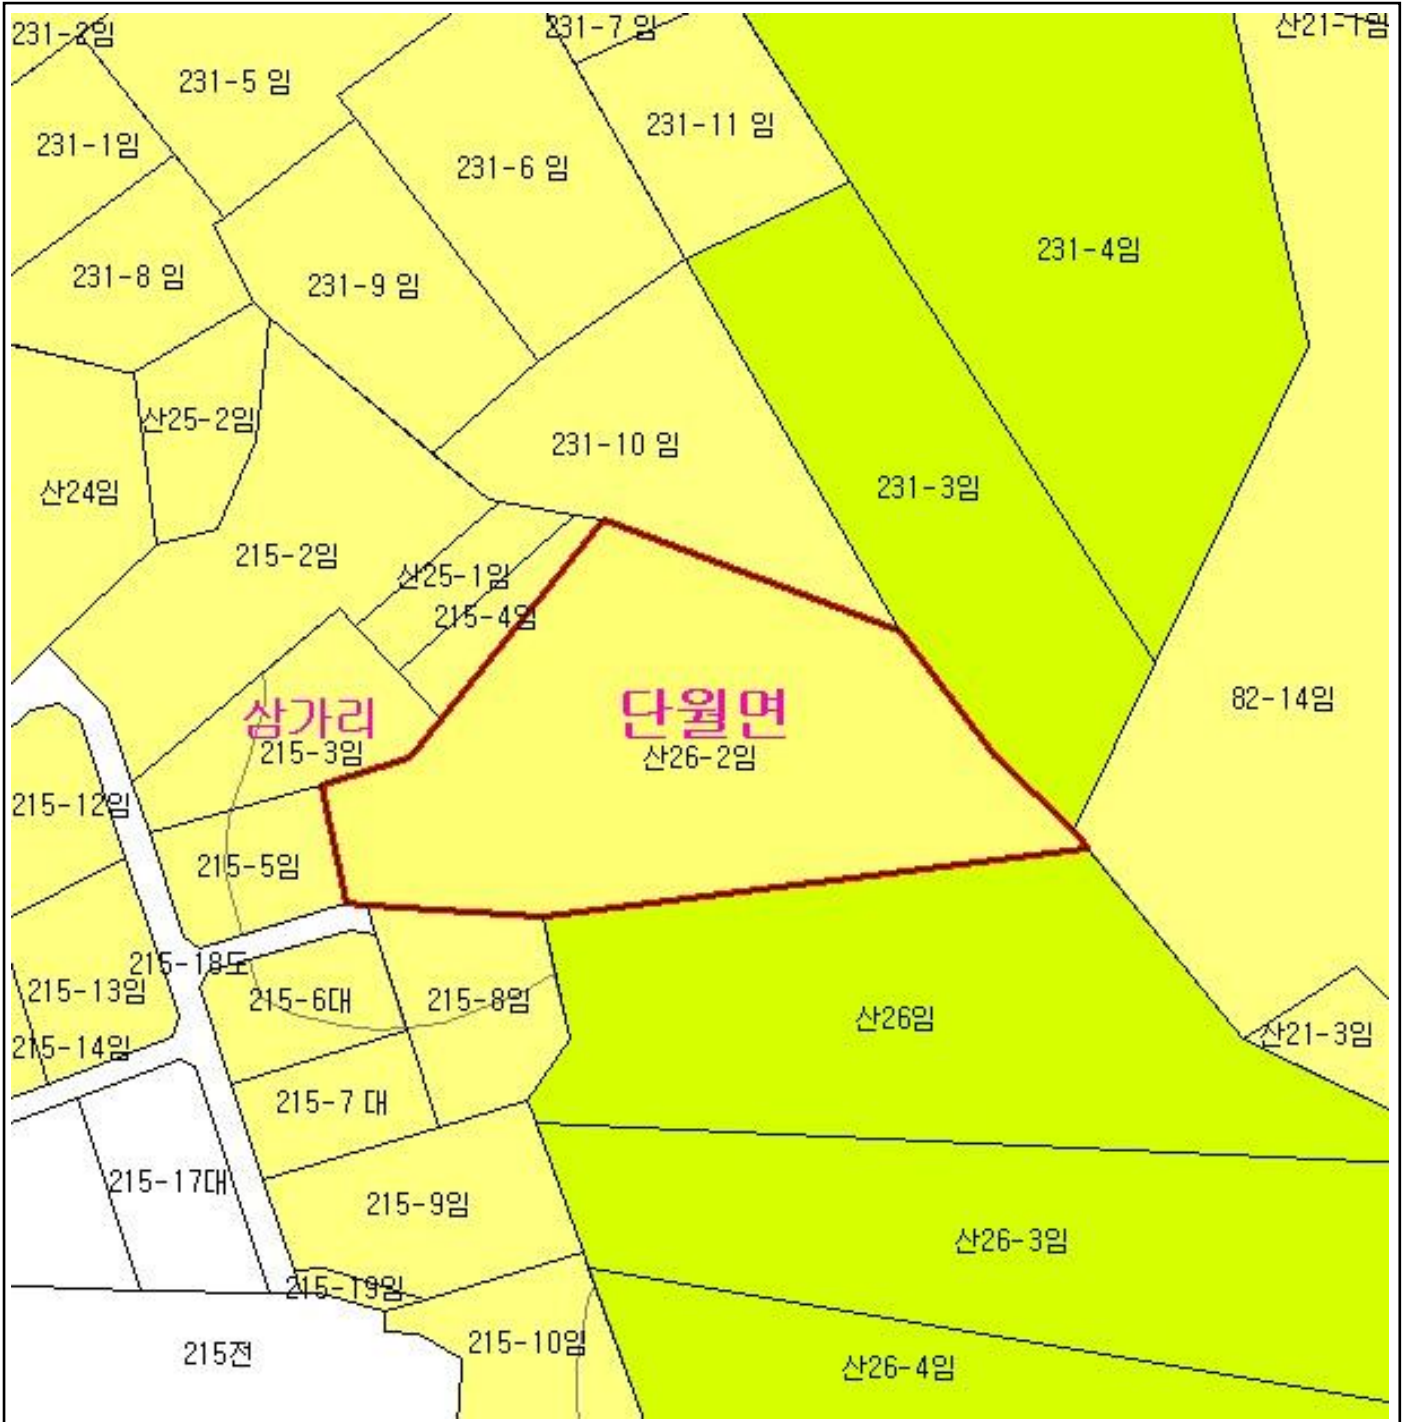 231-2임
231-7 임
산21-1임
231-5 임
231-11 임
231-1임
231-6 임
231-4임
231-8 임
231-9 임
산25-2임
231-10 임
산24임
231-3임
215-2임
산25-1임
215-4임
82-14임
삼가리
단월면
215-3임
산26-2임
215-12임
215-5임
215-18도
215-13임
215-6대
215-8임
산26임
산21-3임
215-14임
215-7 대
215-17대
215-9임
산26-3임
215-19임
215-10임
215전
산26-4임